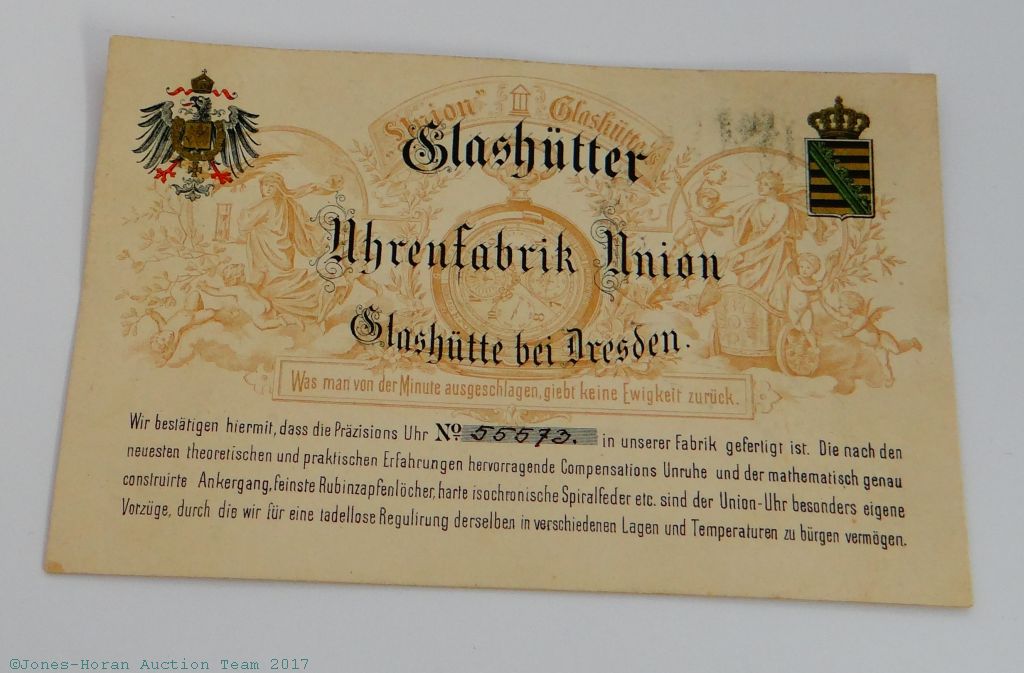 „Union" Glashütte
Glashütter
Uhrenfabrik Union
Glashütte bei Dresden.
Was man von der Minute ausgeschlagen, giebt keine Ewigkeit zurück.
Wir bestätigen hiermit, dass die Präzisions Uhr No. 55573. in unserer Fabrik gefertigt ist. Die nach den
neuesten theoretischen und praktischen Erfahrungen hervorragende Compensations Unruhe und der mathematisch genau
construirte Ankergang, feinste Rubinzapfenlöcher, harte isochronische Spiralfeder etc. sind der Union-Uhr besonders eigene
Vorzüge, durch die wir für eine tadellose Regulirung derselben in verschiedenen Lagen und Temperaturen zu bürgen vermögen.
©Jones-Horan Auction Team 2017